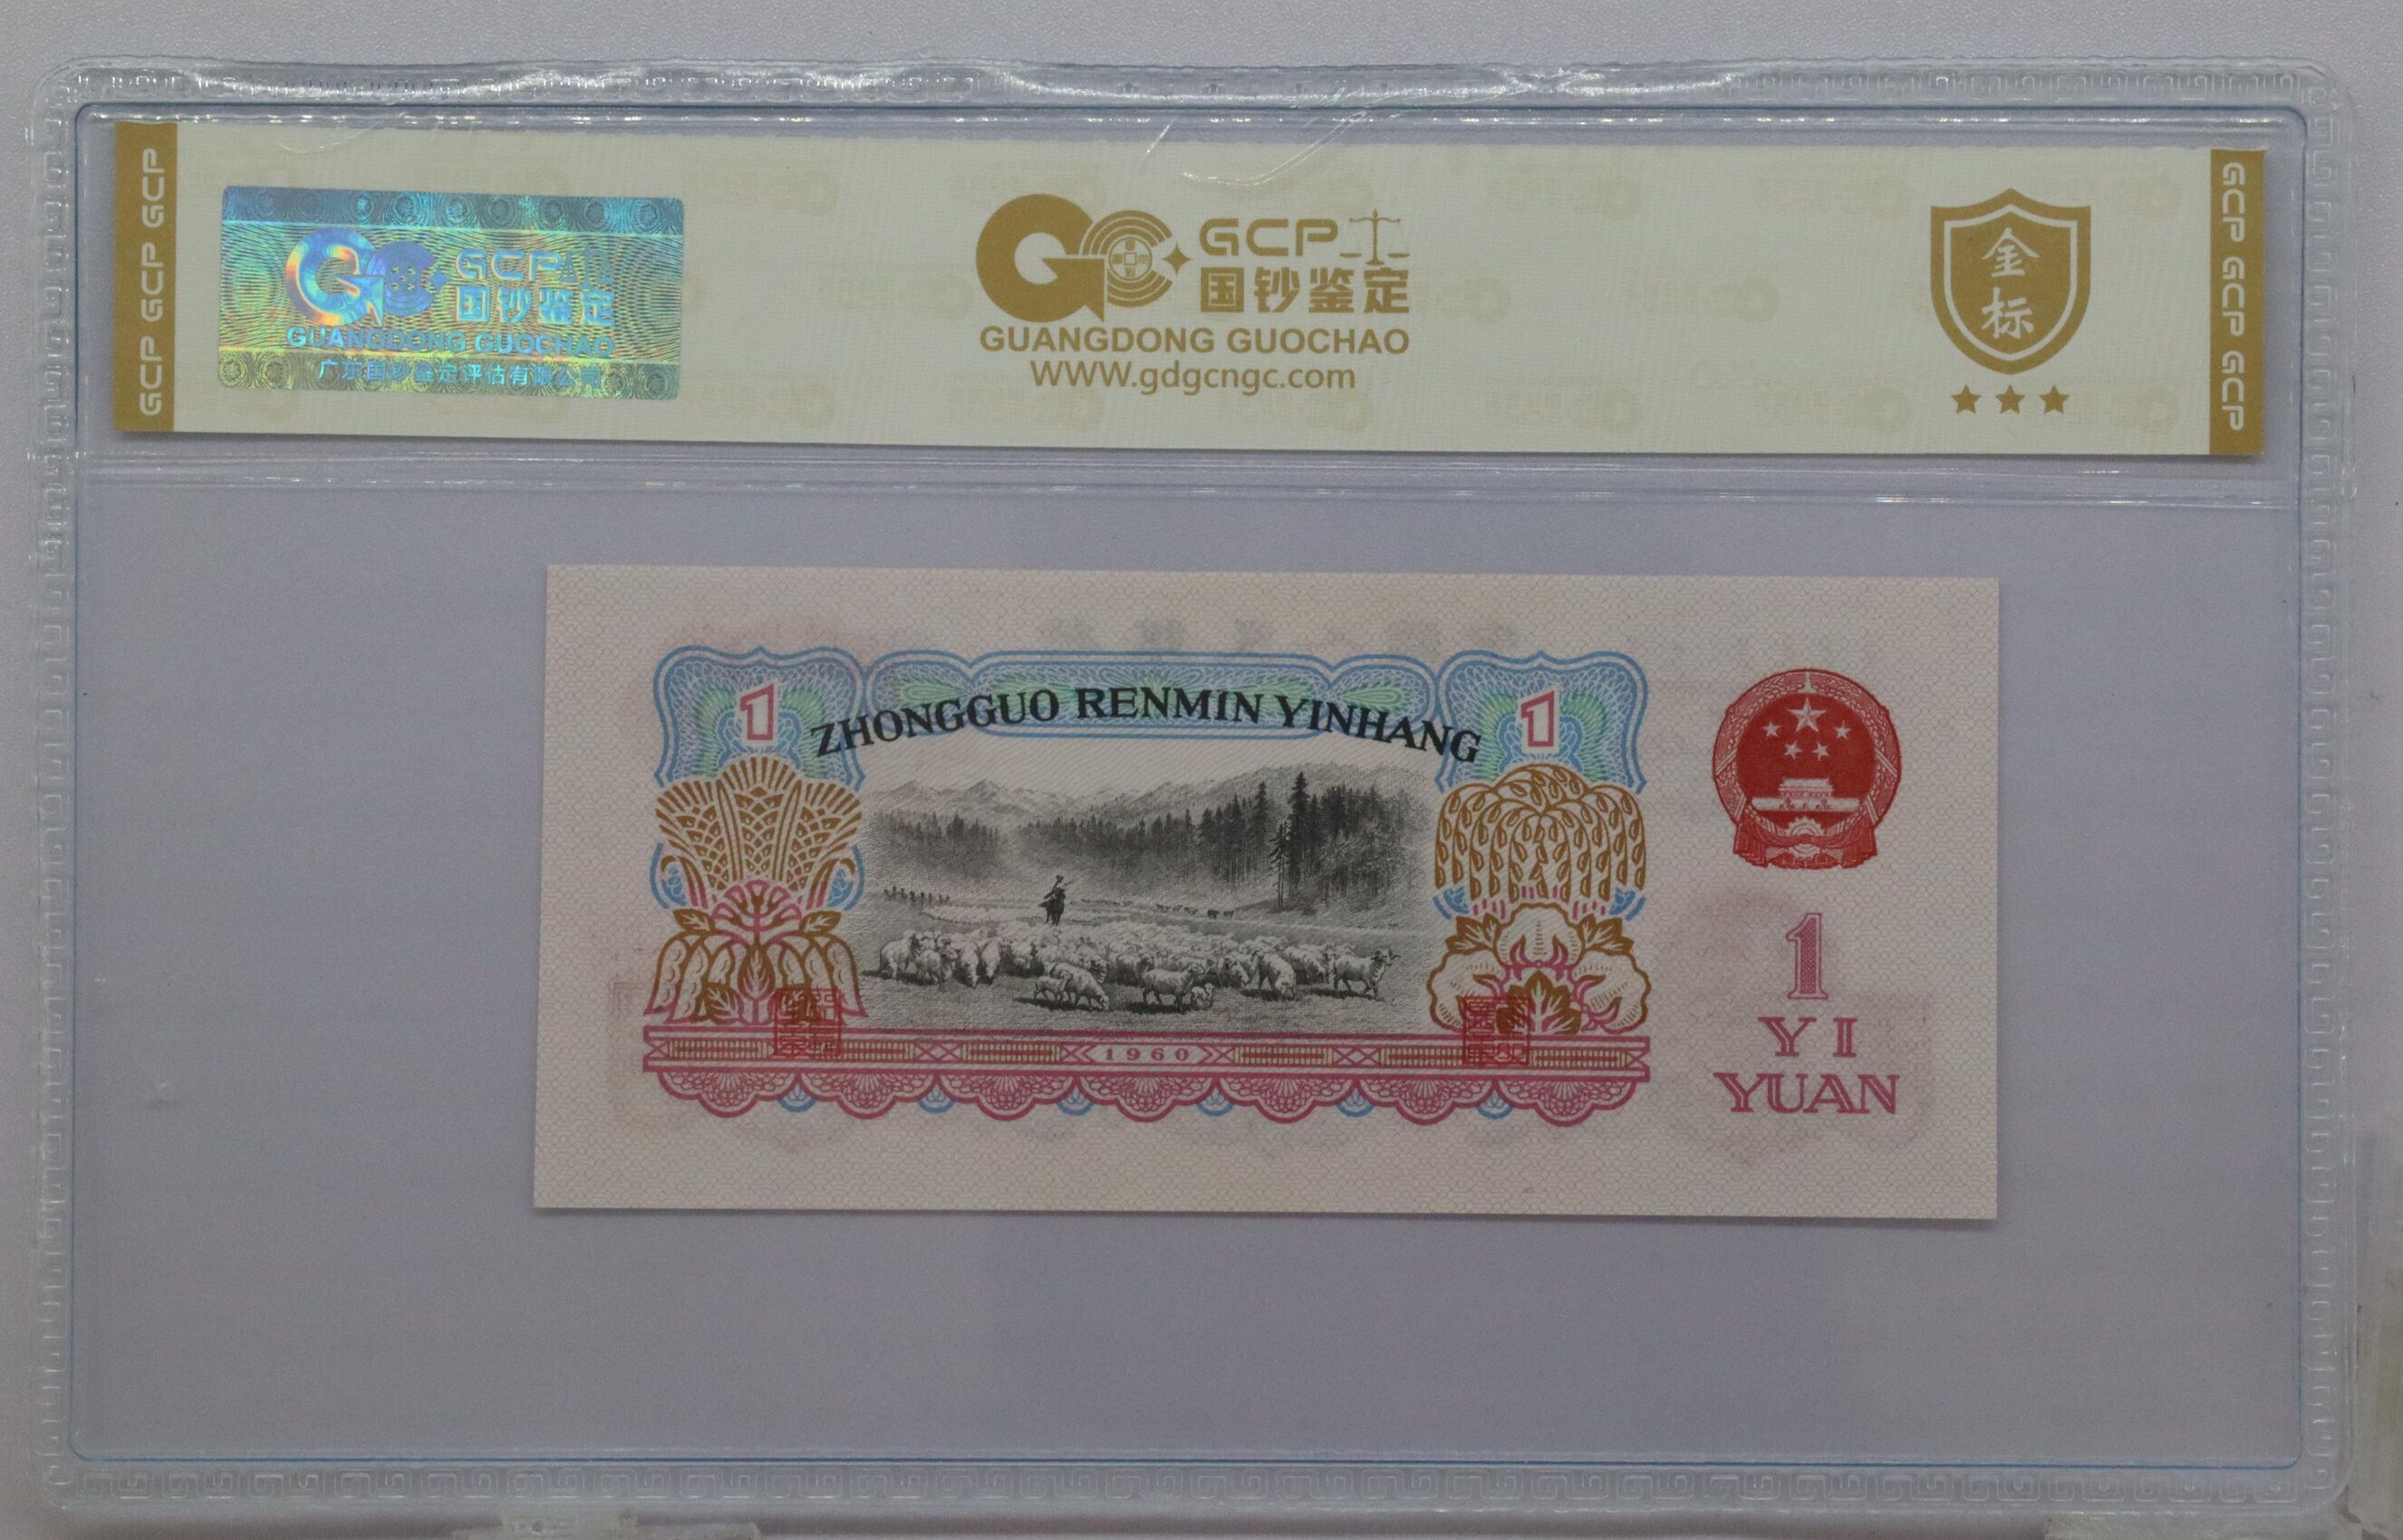 GCP GCP GCP
GCP
国钞鉴定
GUANGDONG GUOCHAO
广东国钞鉴定评估有限公司
GCP
国钞鉴定
GUANGDONG GUOCHAO
WWW.gdgcngc.com
金
标
GCP GCP GCP
1
ZHONGGUO RENMIN YINHANG
1
1960
1
YI
YUAN